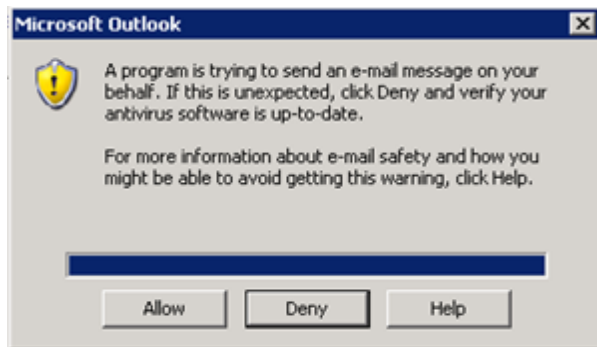 Microsoft Outlook
A program is trying to send an e-mail message on your
behalf. If this is unexpected, click Deny and verify your
antivirus software is up-to-date.
For more information about e-mail safety and how you
might be able to avoid getting this warning, click Help.
Allow Deny Help